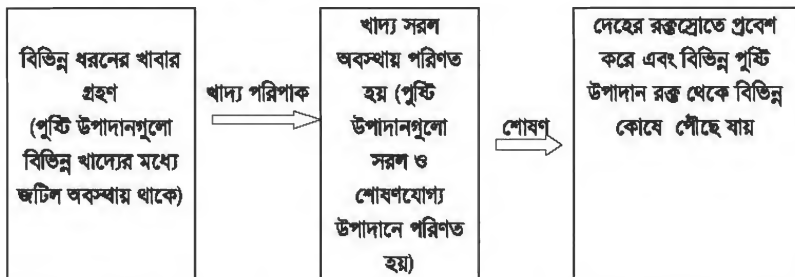 বিভিন্ন ধরনের খাবার
গ্রহণ
(পুষ্টি উপাদানগুলো
বিভিন্ন খাদ্যের মধ্যে
জটিল অবস্থায় থাকে)
খাদ্য পরিপাক
খাদ্য সরল
অবস্থায় পরিণত
হয় (পুষ্টি
উপাদানগুলো
সরল ও
শোষণযোগ্য
উপাদানে পরিণত
হয়)
শোষণ
দেহের রক্তস্রোতে প্রবেশ
করে এবং বিভিন্ন পুষ্টি
উপাদান রক্ত থেকে বিভিন্ন
কোষে পৌছে যায়